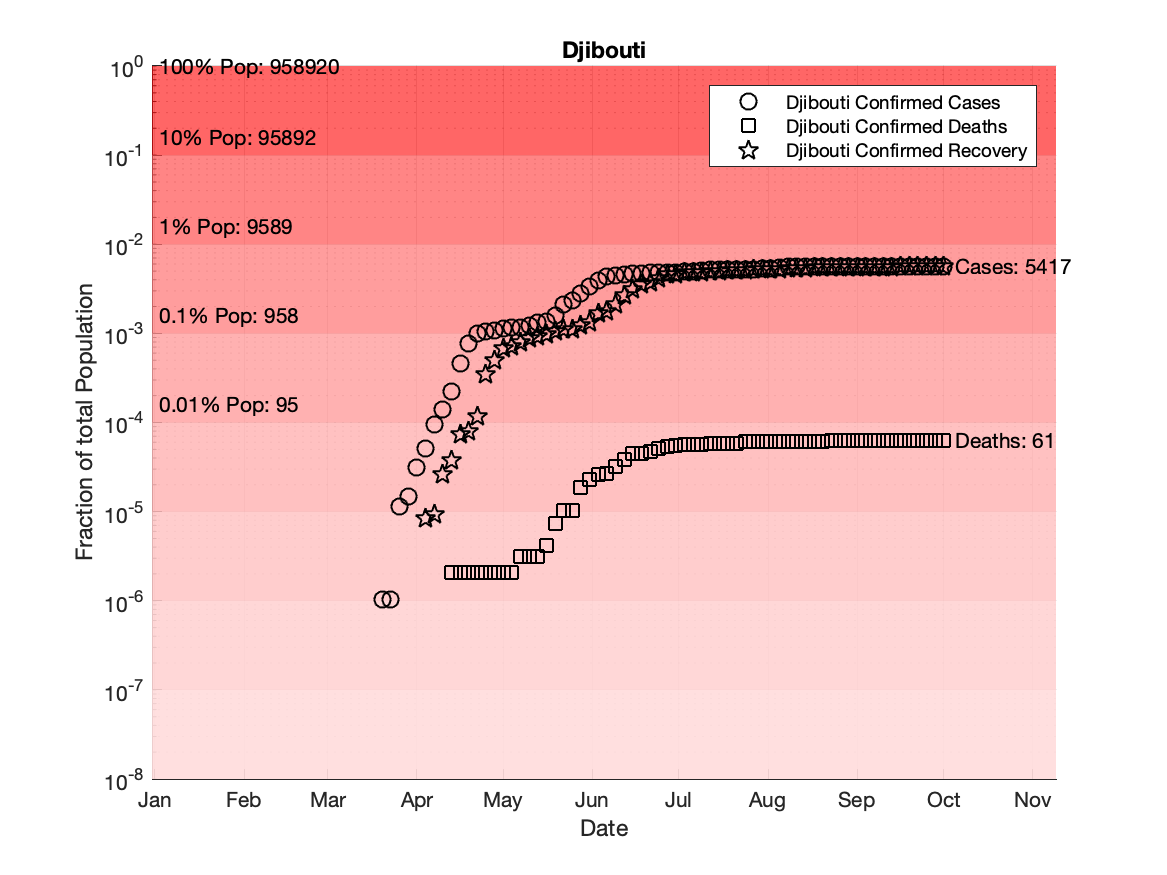 Djibouti
10^0
100% Pop: 958920
Djibouti Confirmed Cases
Djibouti Confirmed Deaths
Djibouti Confirmed Recovery
10% Pop: 95892
10^-1
1% Pop: 9589
10^-2
Cases: 5417
0.1% Pop: 958
10^-3
0.01% Pop: 95
10^-4
Deaths: 61
10^-5
10^-6
10^-7
10^-8
Fraction of total Population
Jan Feb Mar Apr May Jun Jul Aug Sep Oct Nov
Date